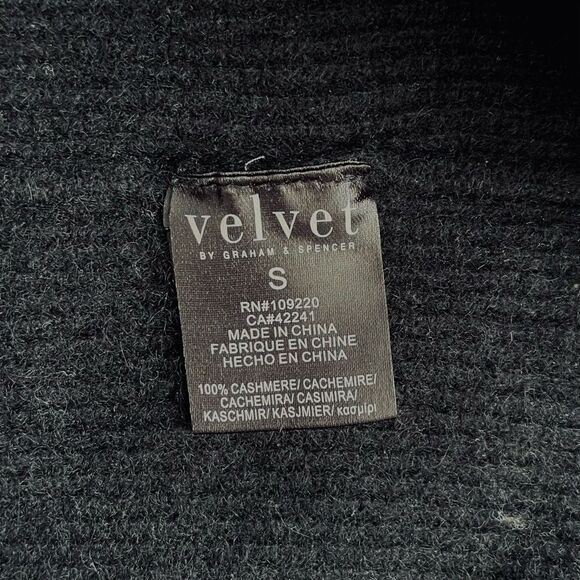 velvet
BY GRAHAM & SPENCER
S
RN#109220
CA#42241
MADE IN CHINA
FABRIQUE EN CHINE
HECHO EN CHINA
100% CASHMERE/ CACHEMIRE/
CACHEMIRA/ CASIMIRA/
KASCHMIR/ KASJMIER/ κασμίρι